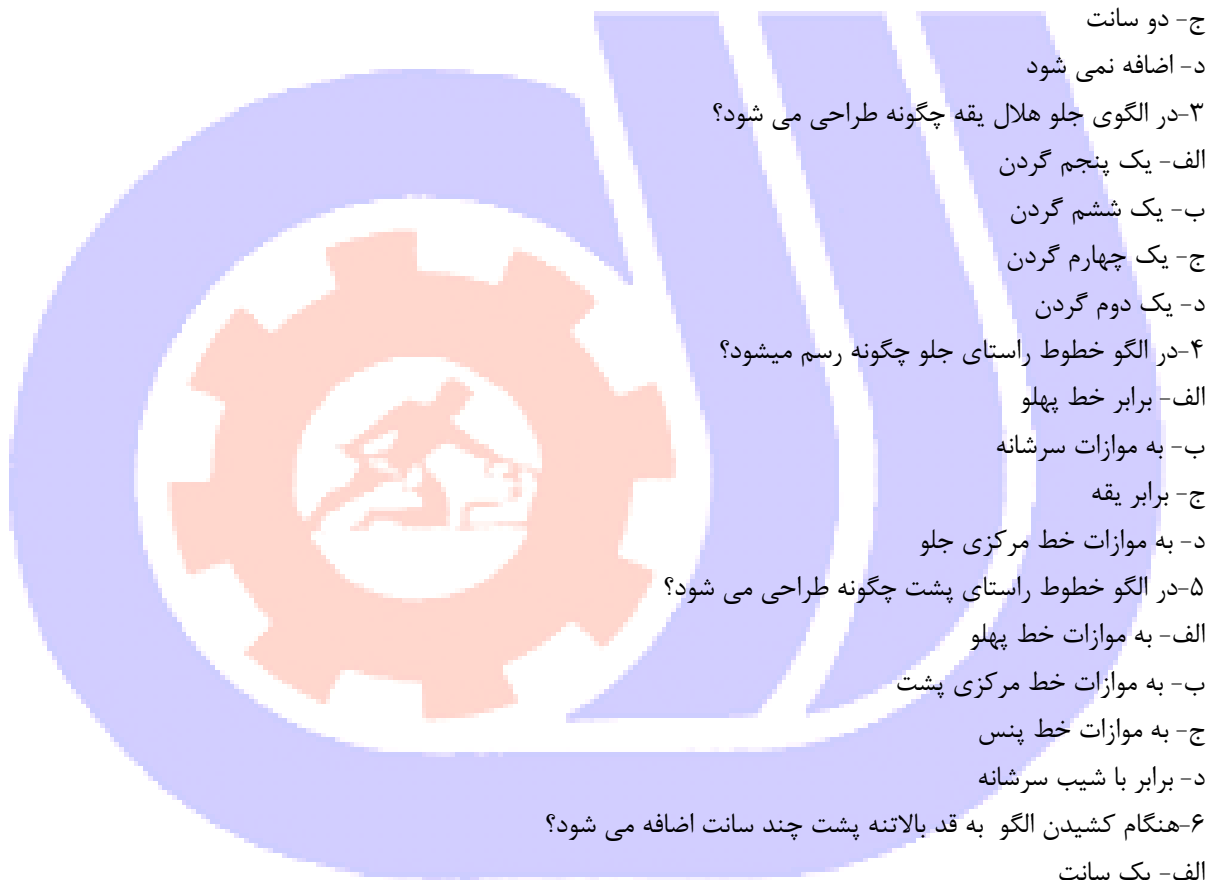 ج- دو سانت
د- اضافه نمی شود
۳-در الگوی جلو هلال یقه چگونه طراحی می شود؟
الف- یک پنجم گردن
ب- یک ششم گردن
ج- یک چهارم گردن
د- یک دوم گردن
۴-در الگو خطوط راستای جلو چگونه رسم میشود؟
الف- برابر خط پهلو
ب- به موازات سرشانه
ج- برابر یقه
د- به موازات خط مرکزی جلو
۵-در الگو خطوط راستای پشت چگونه طراحی می شود؟
الف- به موازات خط پهلو
ب- به موازات خط مرکزی پشت
ج- به موازات خط پنس
د- برابر با شیب سرشانه
۶-هنگام کشیدن الگو به قد بالاتنه پشت چند سانت اضافه می شود؟
الف- یک سانت